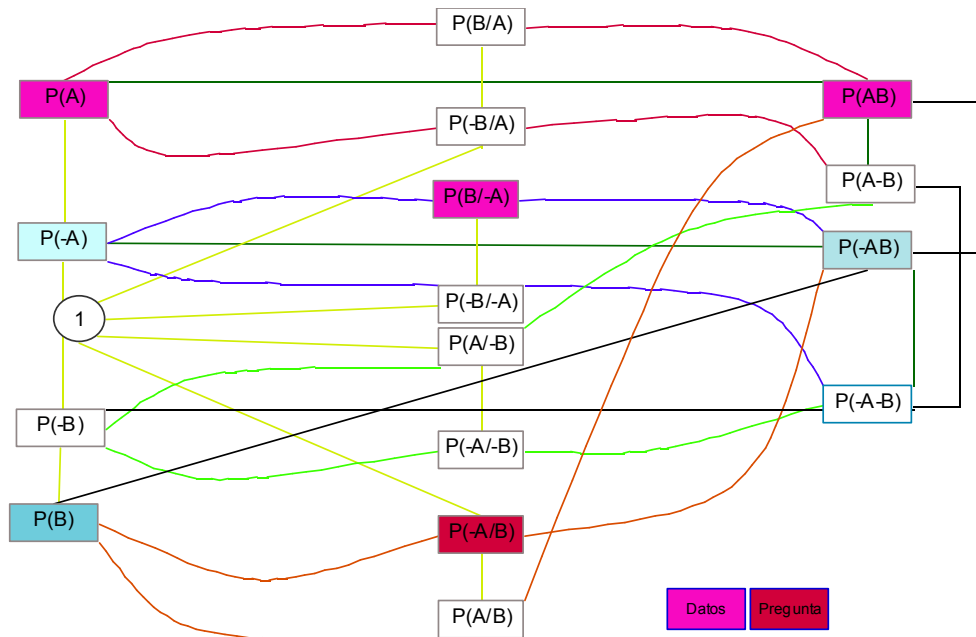 P(B/A)
P(A)
P(AB)
P(-B/A)
P(A-B)
P(B/-A)
P(-A)
P(-AB)
P(-B/-A)
1
P(A/-B)
P(-A-B)
P(-B)
P(-A/-B)
P(B)
P(-A/B)
P(A/B)
Datos
Pregunta